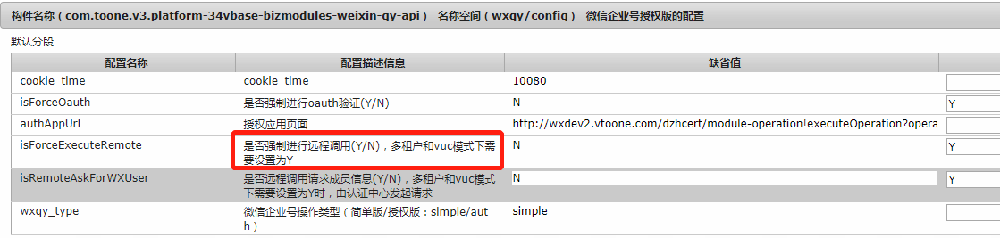 构件名称（com.toone.v3.platform-34vbase-bizmodules-weixin-qy-api） 名称空间（wxqy/config） 微信企业号授权版的配置
默认分段
配置名称 配置描述信息 缺省值
cookie_time cookie_time 10080
isForceOauth 是否强制进行oauth验证(Y/N) N Y
authAppUrl 授权应用页面 http://wxdev2.vtoone.com/dzhcert/module-operation!executeOperation?opera
isForceExecuteRemote 是否强制进行远程调用(Y/N)，多租户和vuc模式下需 N Y
要设置为Y
isRemoteAskForWXUser 是否远程调用请求成员信息(Y/N)，多租户和vuc模式 N Y
下需要设置为Y时，由认证中心发起请求
wxqy_type 微信企业号操作类型（简单版/授权版：simple/aut simple
h）